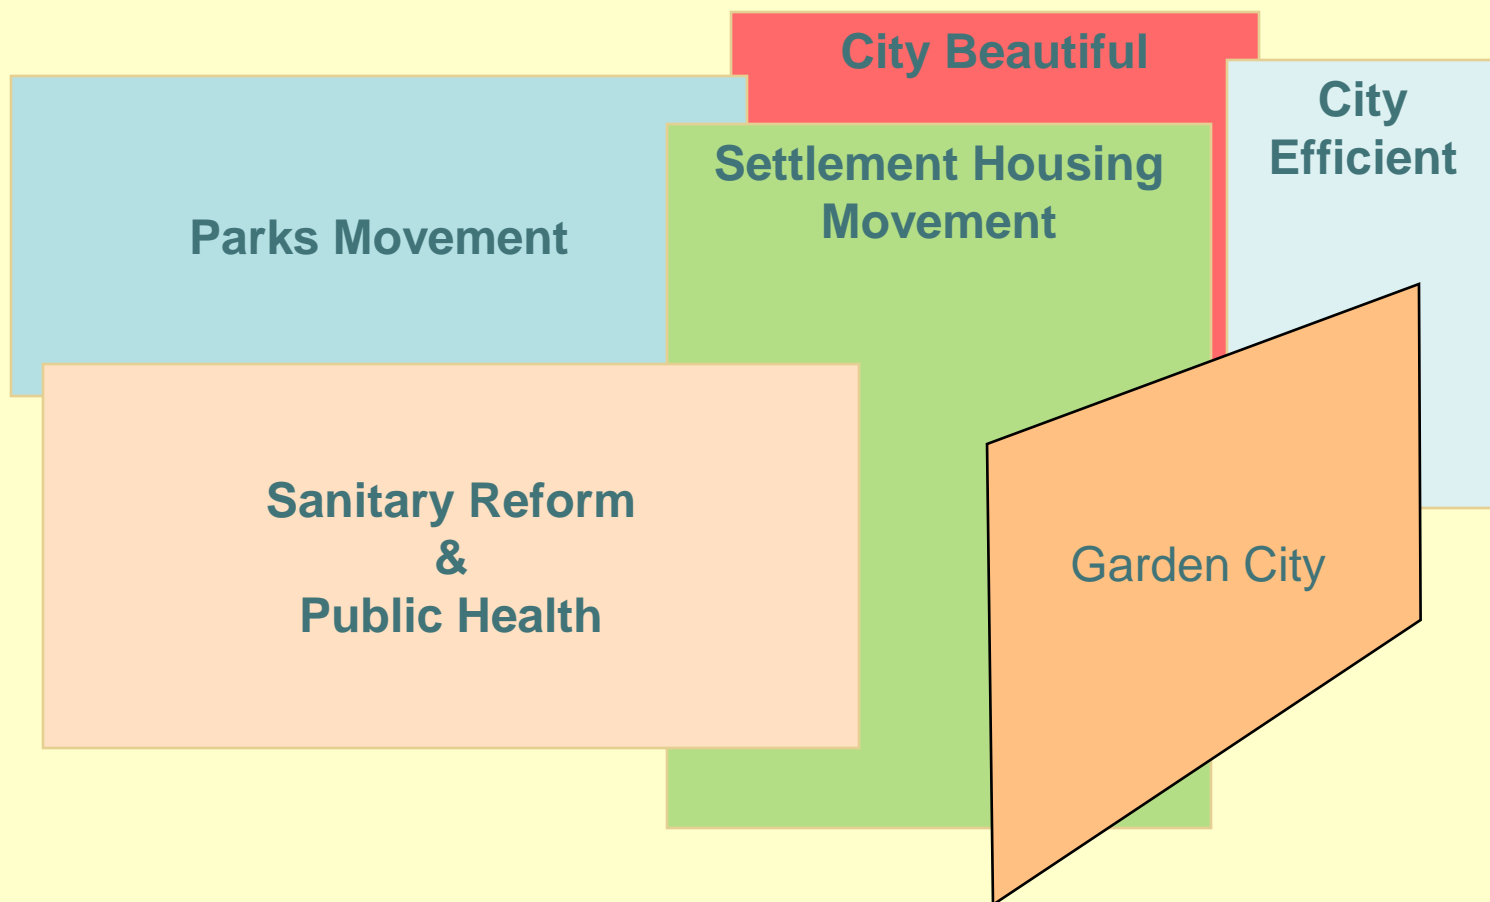 City Beautiful
City
Efficient
Settlement Housing
Movement
Parks Movement
Sanitary Reform
&
Public Health
Garden City